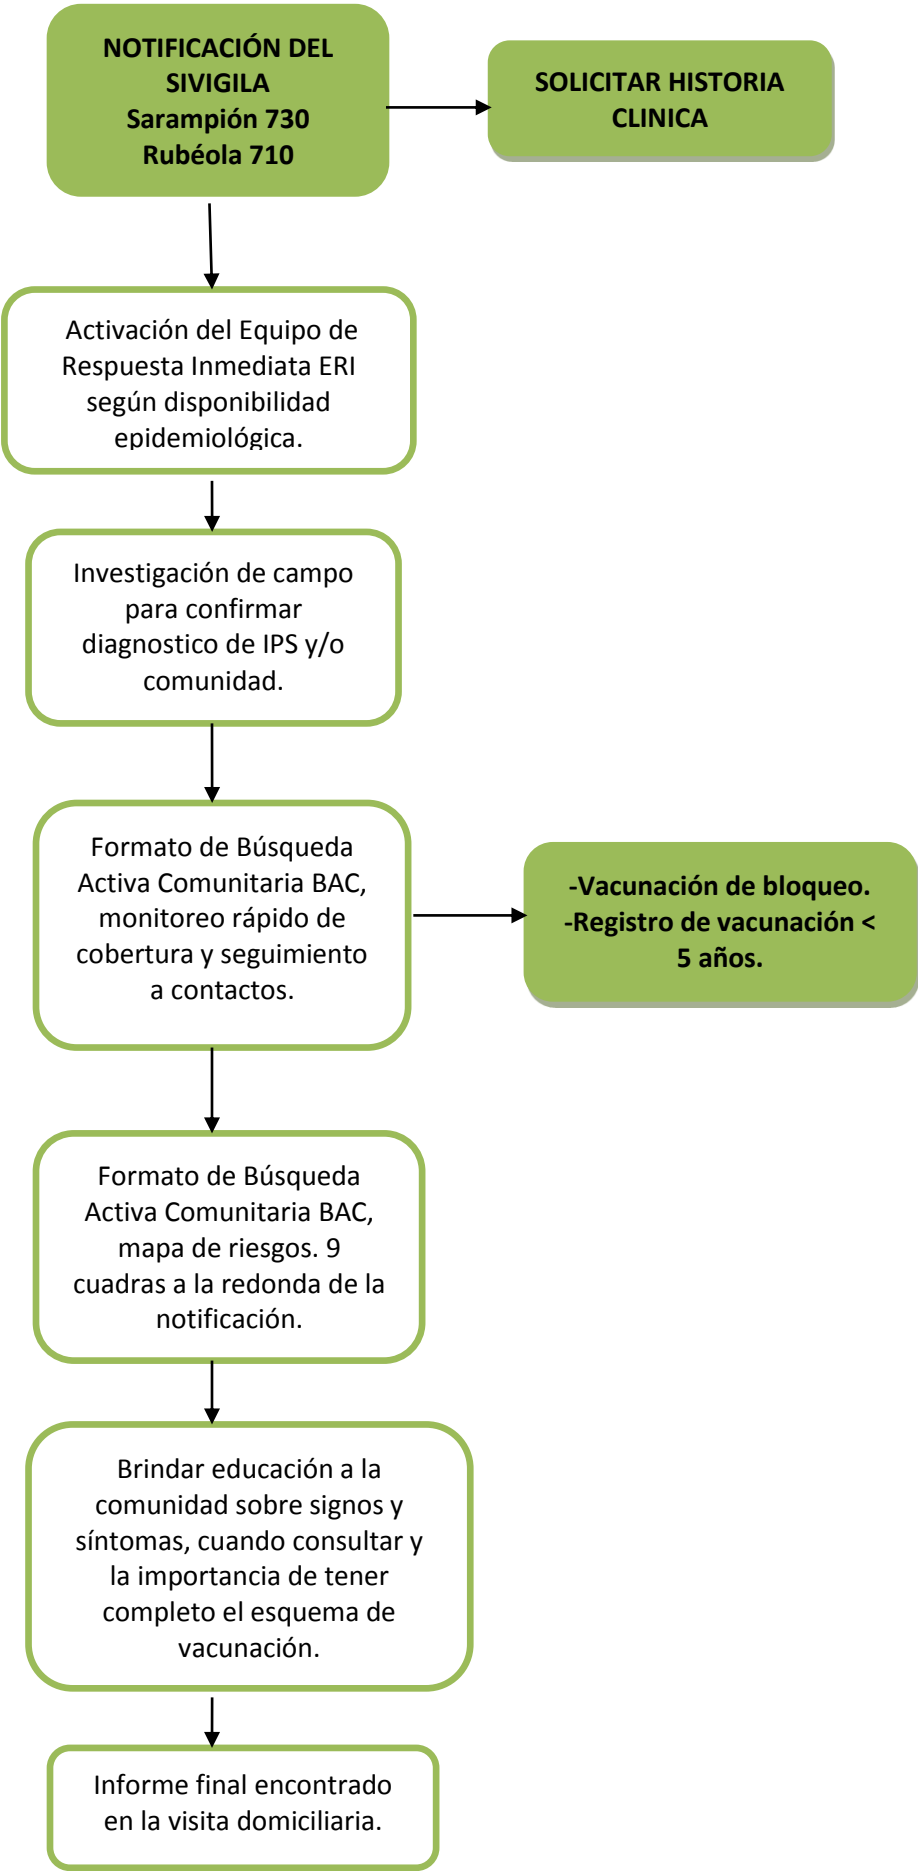 NOTIFICACIÓN DEL
SIVIGILA
Sarampión 730
Rubéola 710
SOLICITAR HISTORIA
CLINICA
Activación del Equipo de
Respuesta Inmediata ERI
según disponibilidad
epidemiológica.
Investigación de campo
para confirmar
diagnostico de IPS y/o
comunidad.
Formato de Búsqueda
Activa Comunitaria BAC,
monitoreo rápido de
cobertura y seguimiento
a contactos.
-Vacunación de bloqueo.
-Registro de vacunación <
5 años.
Formato de Búsqueda
Activa Comunitaria BAC,
mapa de riesgos. 9
cuadras a la redonda de la
notificación.
Brindar educación a la
comunidad sobre signos y
síntomas, cuando consultar y
la importancia de tener
completo el esquema de
vacunación.
Informe final encontrado
en la visita domiciliaria.